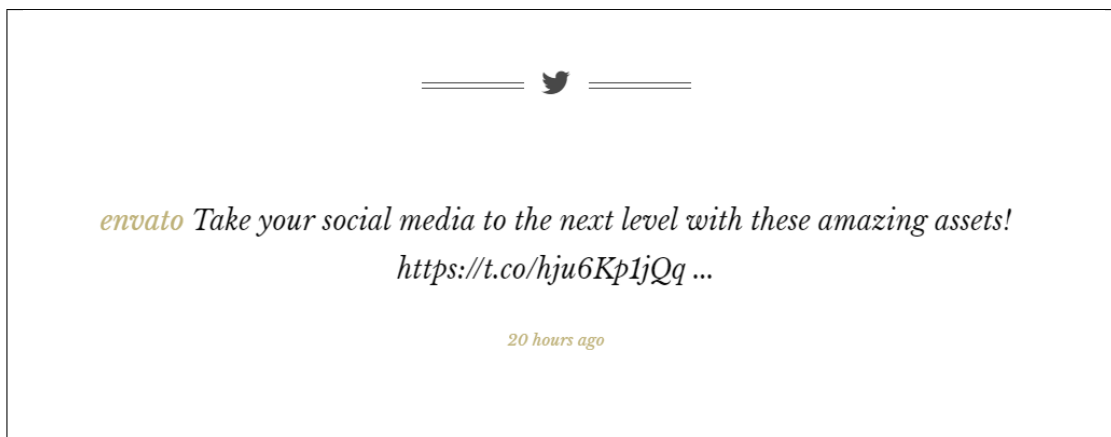 envato Take your social media to the next level with these amazing assets!
https://t.co/hju6Kp1jQq ...
20 hours ago